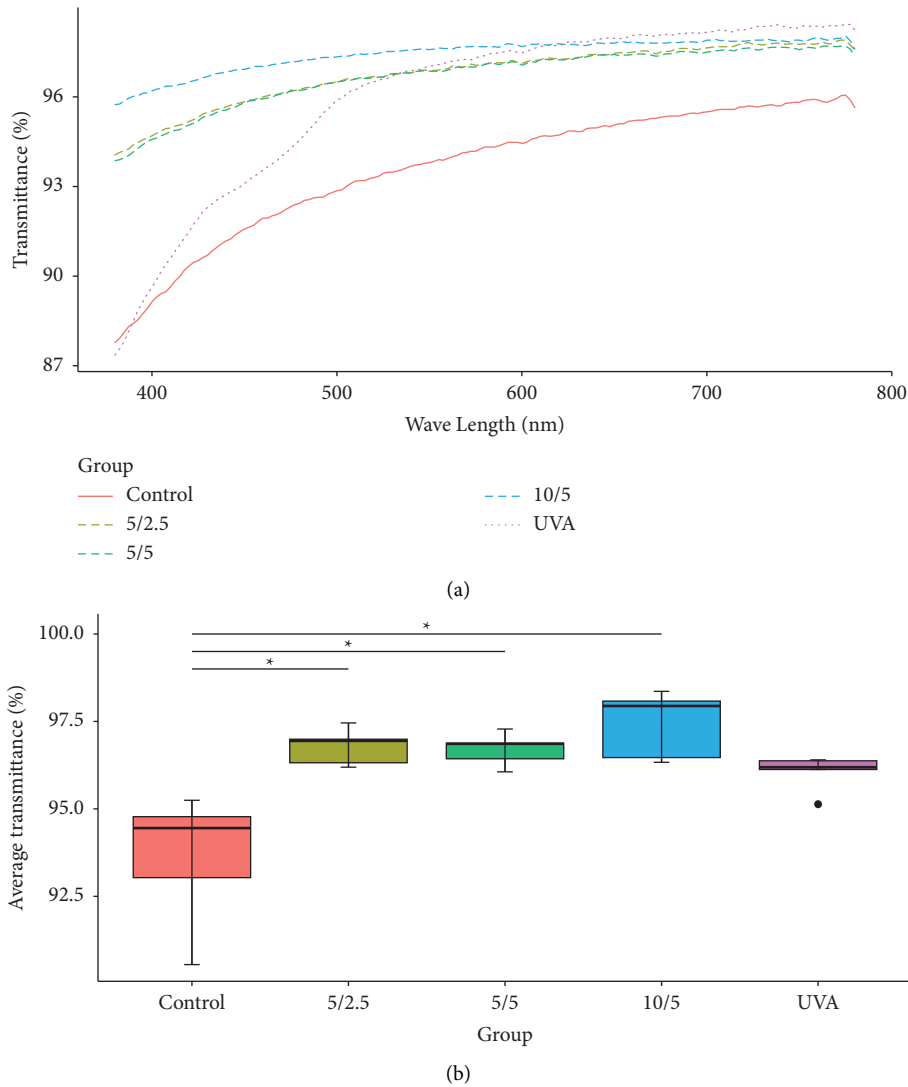 Transmittance (%)
96
93
90
87
400 500 600 700 800
Wave Length (nm)
Group
Control
5/2.5
5/5
10/5
UVA
(a)
Average transmittance (%)
100.0
97.5
95.0
92.5
*
*
*
Control 5/2.5 5/5 10/5 UVA
Group
(b)